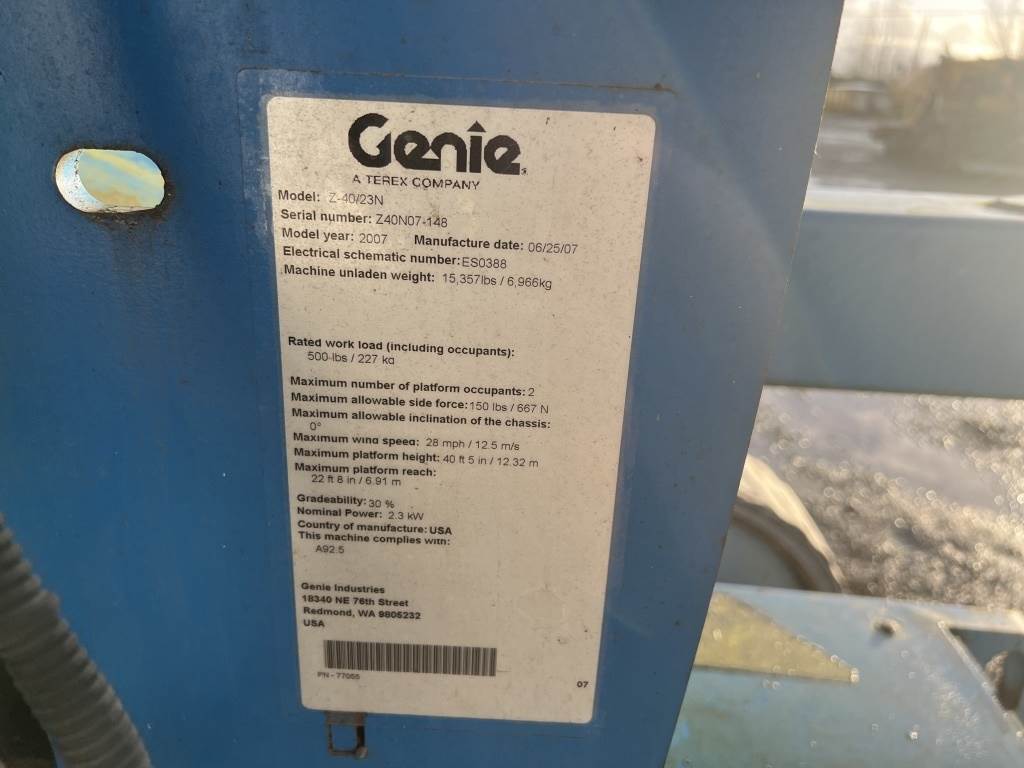 Genie
A TEREX COMPANY
Model: Z-40/23N
Serial number: Z40N07-148
Model year: 2007 Manufacture date: 06/25/07
Electrical schematic number: ES0388
Machine unladen weight: 15,357lbs / 6,966kg
Rated work load (including occupants):
500 lbs / 227 kg
Maximum number of platform occupants: 2
Maximum allowable side force: 150 lbs / 667 N
Maximum allowable inclination of the chassis:
0°
Maximum wind speed: 28 mph / 12.5 m/s
Maximum platform height: 40 ft 5 in / 12.32 m
Maximum platform reach:
22 ft 8 in / 6.91 m
Gradeability: 30 %
Nominal Power: 2.3 kW
Country of manufacture: USA
This machine complies with:
A92.5
Genie Industries
18340 NE 76th Street
Redmond, WA 9805232
USA
PN - 77055
07